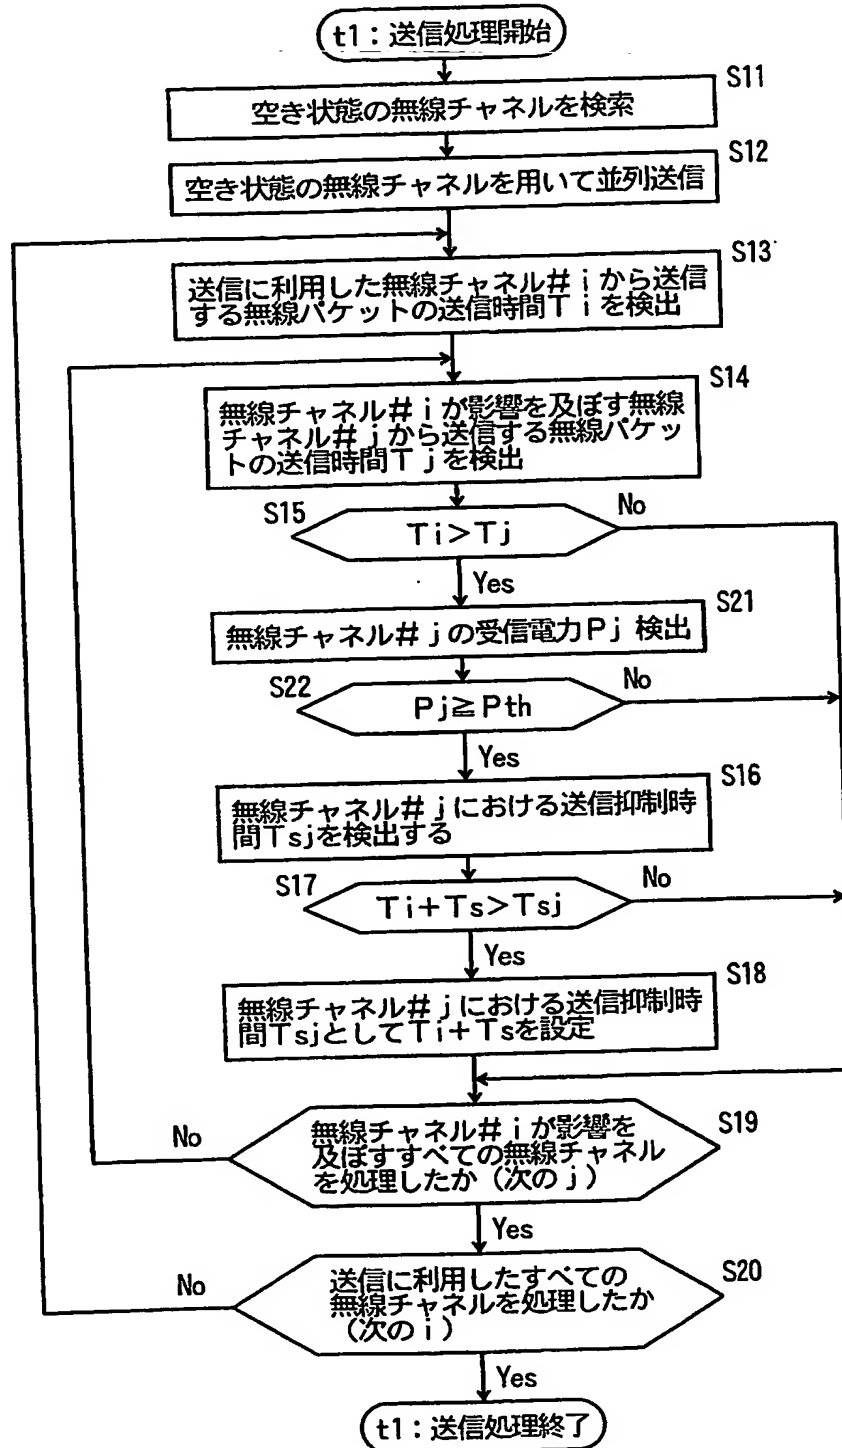 t1：送信処理開始
S11
空き状態の無線チャネルを検索
S12
空き状態の無線チャネルを用いて並列送信
S13
送信に利用した無線チャネル＃ｉから送信
する無線パケットの送信時間Ｔｉを検出
S14
無線チャネル＃ｉが影響を及ぼす無線
チャネル＃ｊから送信する無線パケッ
トの送信時間Ｔｊを検出
S15
Ｔｉ＞Ｔｊ
No
Yes
S21
無線チャネル＃ｊの受信電力Ｐｊ検出
S22
Ｐｊ≧Ｐth
No
Yes
S16
無線チャネル＃ｊにおける送信抑制時
間Ｔsjを検出する
S17
Ｔｉ＋Ｔｓ＞Ｔsj
No
Yes
S18
無線チャネル＃ｊにおける送信抑制時
間ＴsjとしてＴｉ＋Ｔｓを設定
S19
無線チャネル＃ｉが影響を
及ぼすすべての無線チャネル
を処理したか（次のｊ）
No
Yes
S20
送信に利用したすべての
無線チャネルを処理したか
（次のｉ）
No
Yes
t1：送信処理終了